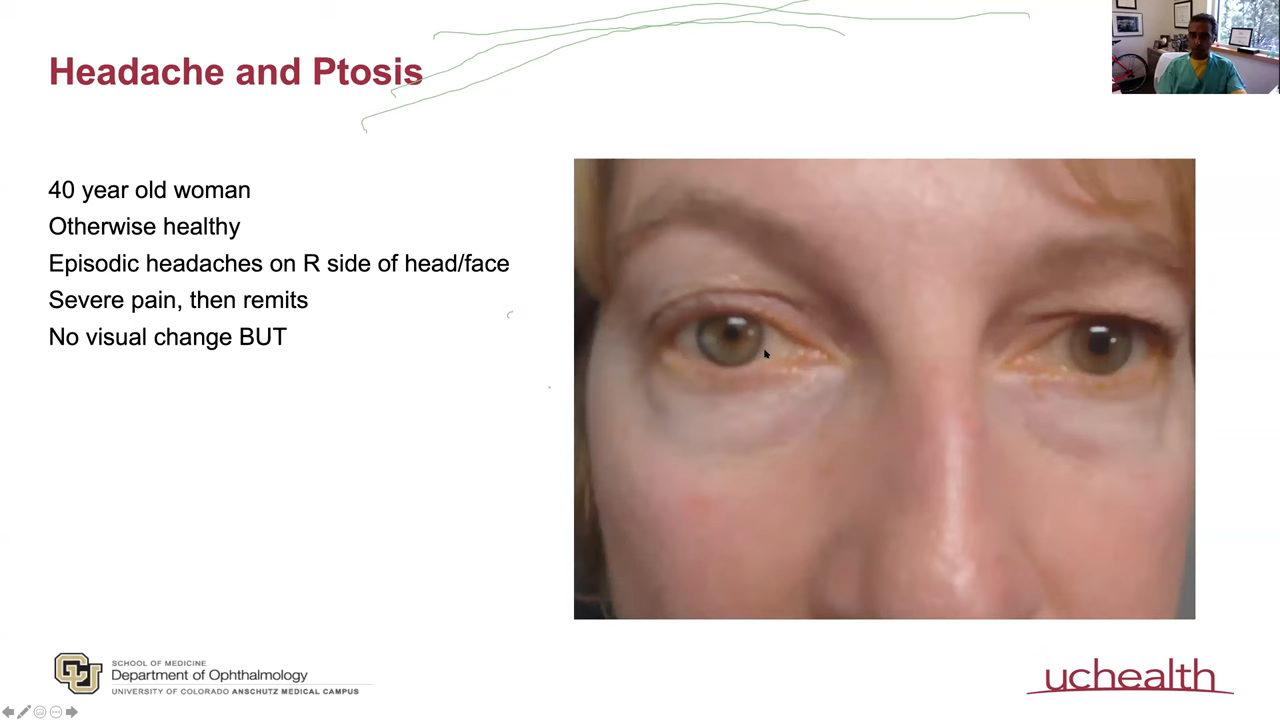 Headache and Ptosis
40 year old woman
Otherwise healthy
Episodic headaches on R side of head/face
Severe pain, then remits
No visual change BUT
CU
SCHOOL OF MEDICINE
Department of Ophthalmology
UNIVERSITY OF COLORADO ANSCHUTZ MEDICAL CAMPUS
uchealth